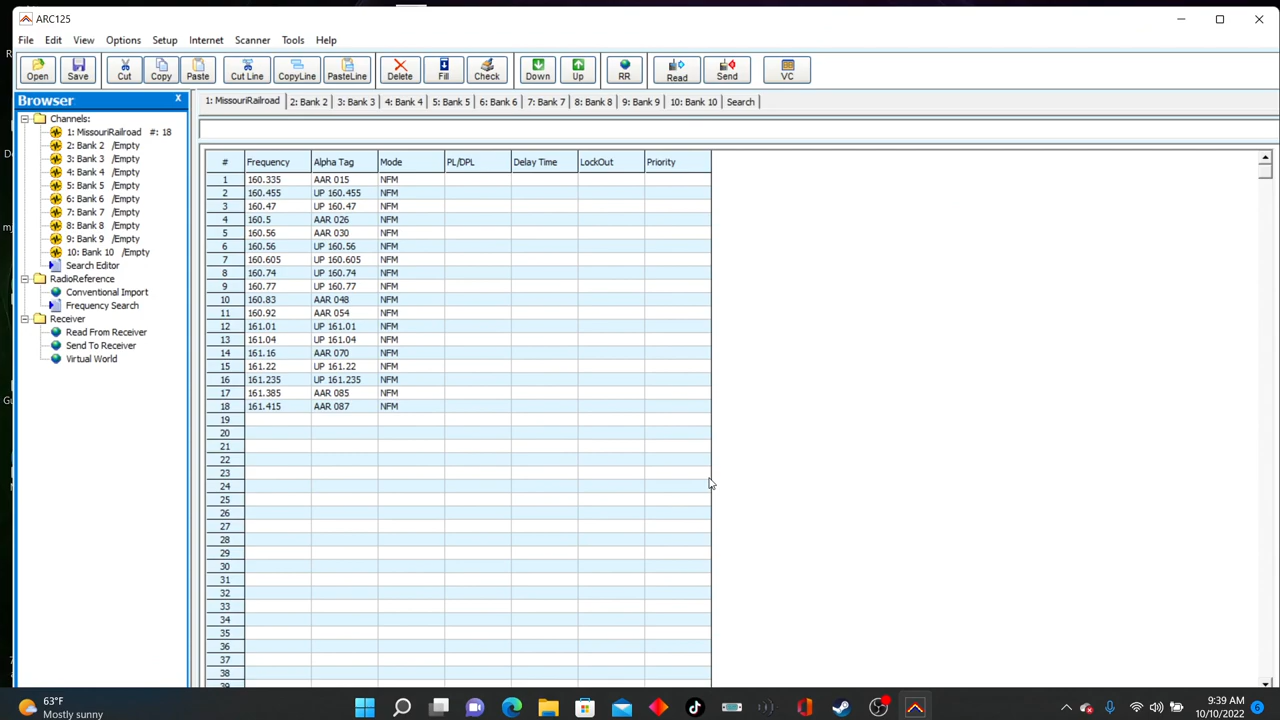 ARC125
File Edit View Options Setup Internet Scanner Tools Help
Open Save Cut Copy Paste Cut Line CopyLine PasteLine Delete Fill Check Down Up RR Read Send VC
Browser x
1: MissouriRailroad 2: Bank 2 3: Bank 3 4: Bank 4 5: Bank 5 6: Bank 6 7: Bank 7 8: Bank 8 9: Bank 9 10: Bank 10 Search
Channels:
1: MissouriRailroad #: 18
2: Bank 2 /Empty
3: Bank 3 /Empty
4: Bank 4 /Empty
5: Bank 5 /Empty
6: Bank 6 /Empty
7: Bank 7 /Empty
8: Bank 8 /Empty
9: Bank 9 /Empty
10: Bank 10 /Empty
Search Editor
RadioReference
Conventional Import
Frequency Search
Receiver
Read From Receiver
Send To Receiver
Virtual World
# Frequency Alpha Tag Mode PL/DPL Delay Time LockOut Priority
1 160.335 AAR 015 NFM
2 160.455 UP 160.455 NFM
3 160.47 UP 160.47 NFM
4 160.5 AAR 026 NFM
5 160.56 AAR 030 NFM
6 160.56 UP 160.56 NFM
7 160.605 UP 160.605 NFM
8 160.74 UP 160.74 NFM
9 160.77 UP 160.77 NFM
10 160.83 AAR 048 NFM
11 160.92 AAR 054 NFM
12 161.01 UP 161.01 NFM
13 161.04 UP 161.04 NFM
14 161.16 AAR 070 NFM
15 161.22 UP 161.22 NFM
16 161.235 UP 161.235 NFM
17 161.385 AAR 085 NFM
18 161.415 AAR 087 NFM
19
20
21
22
23
24
25
26
27
28
29
30
31
32
33
34
35
36
37
38
39
63°F
Mostly sunny
9:39 AM
10/10/2022
6